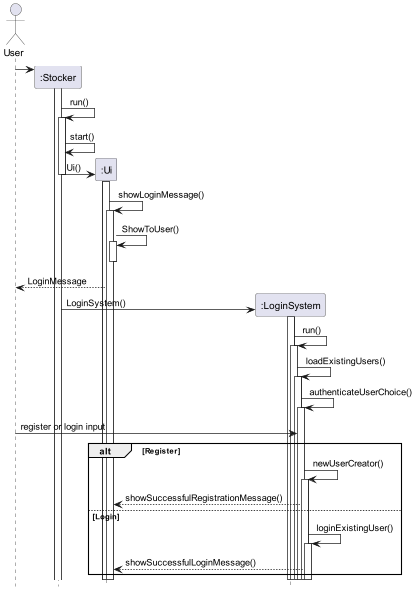 User
:Stocker
run()
start()
Ui()
:Ui
showLoginMessage()
ShowToUser()
LoginMessage
LoginSystem()
:LoginSystem
run()
loadExistingUsers()
authenticateUserChoice()
register or login input
alt [Register]
newUserCreator()
showSuccessfulRegistrationMessage()
[Login]
loginExistingUser()
showSuccessfulLoginMessage()